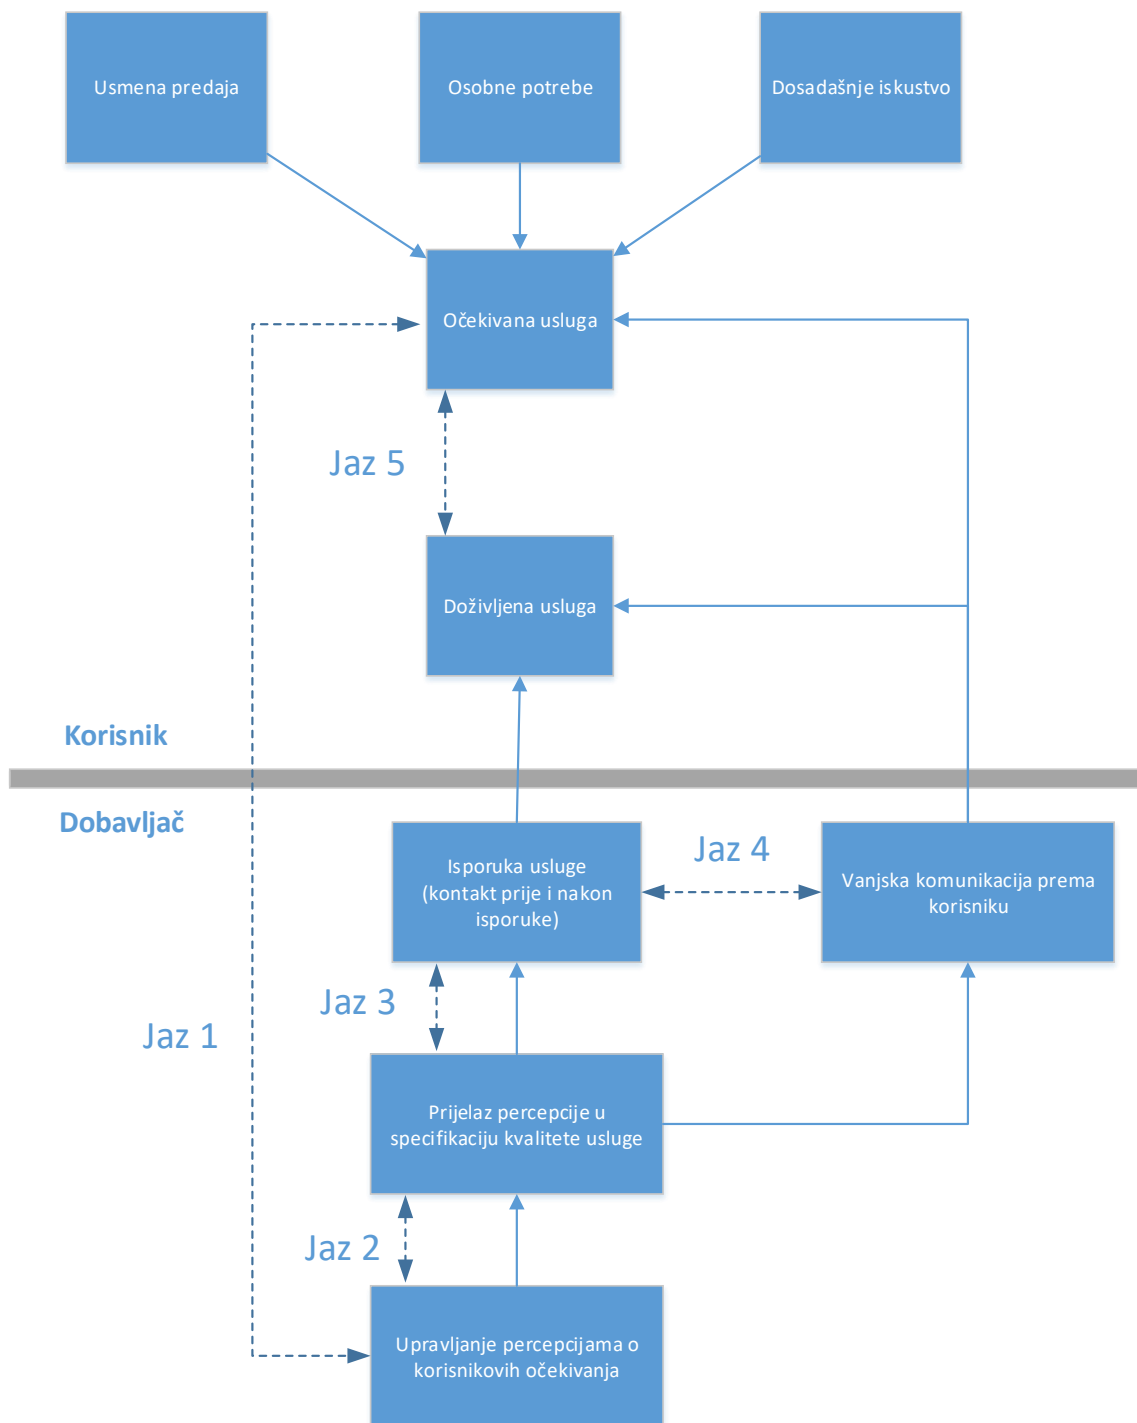 Usmena predaja
Osobne potrebe
Dosadašnje iskustvo
Očekivana usluga
Jaz 5
Doživljena usluga
Korisnik
Dobavljač
Isporuka usluge
(kontakt prije i nakon
isporuke)
Jaz 4
Vanjska komunikacija prema
korisniku
Jaz 3
Jaz 1
Prijelaz percepcije u
specifikaciju kvalitete usluge
Jaz 2
Upravljanje percepcijama o
korisnikovih očekivanja